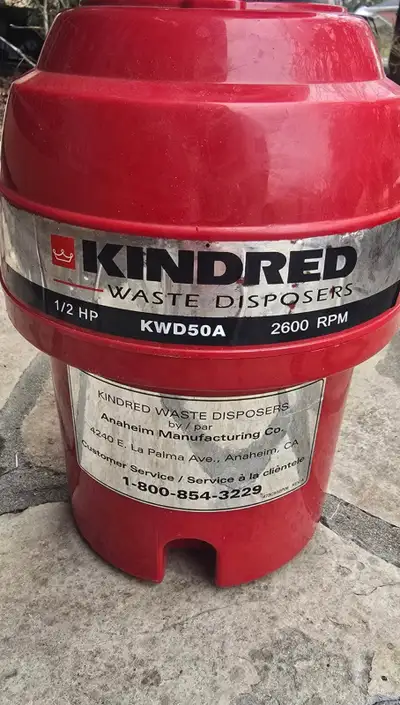 KINDRED
WASTE DISPOSERS
1/2 HP KWD50A 2600 RPM
KINDRED WASTE DISPOSERS
by / par
Anaheim Manufacturing Co.
4240 E. La Palma Ave., Anaheim, CA
Customer Service / Service à la clientèle
1-800-854-3229